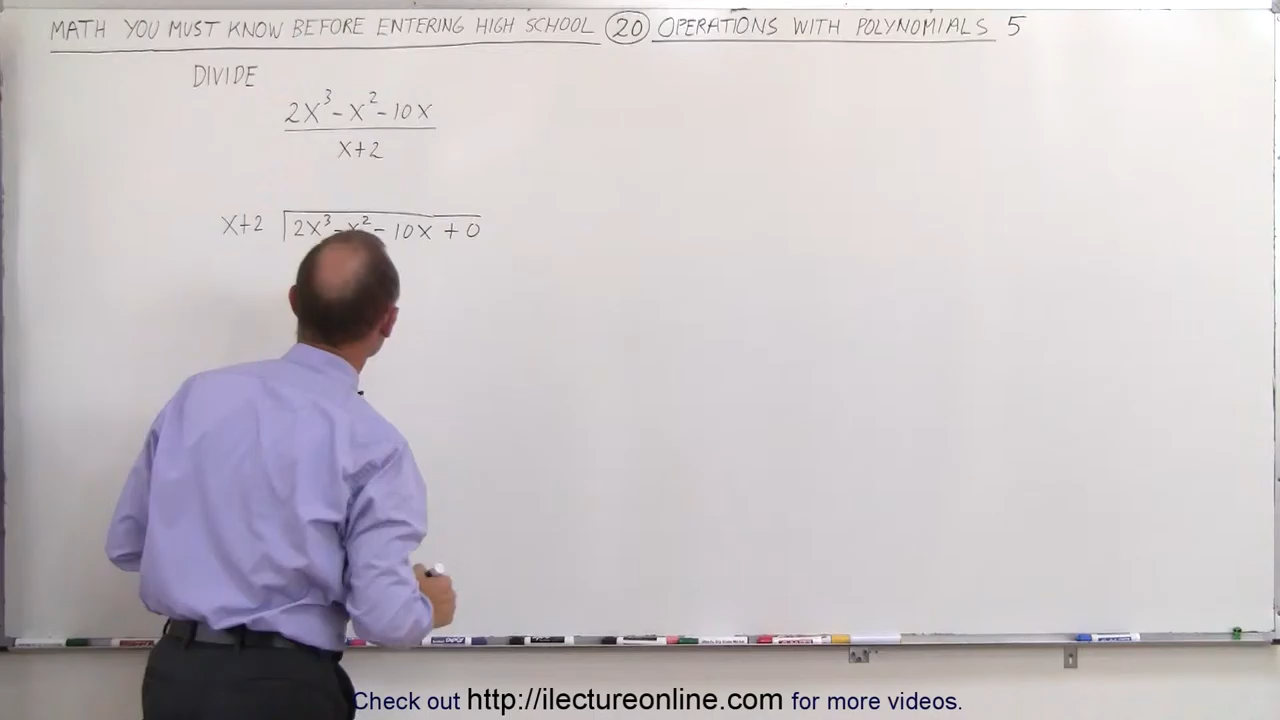 MATH YOU MUST KNOW BEFORE ENTERING HIGH SCHOOL 20 OPERATIONS WITH POLYNOMIALS 5
DIVIDE
2x³ - x² - 10x
x+2
x+2 2x³ - x² - 10x + 0
Check out http://ilectureonline.com for more videos.